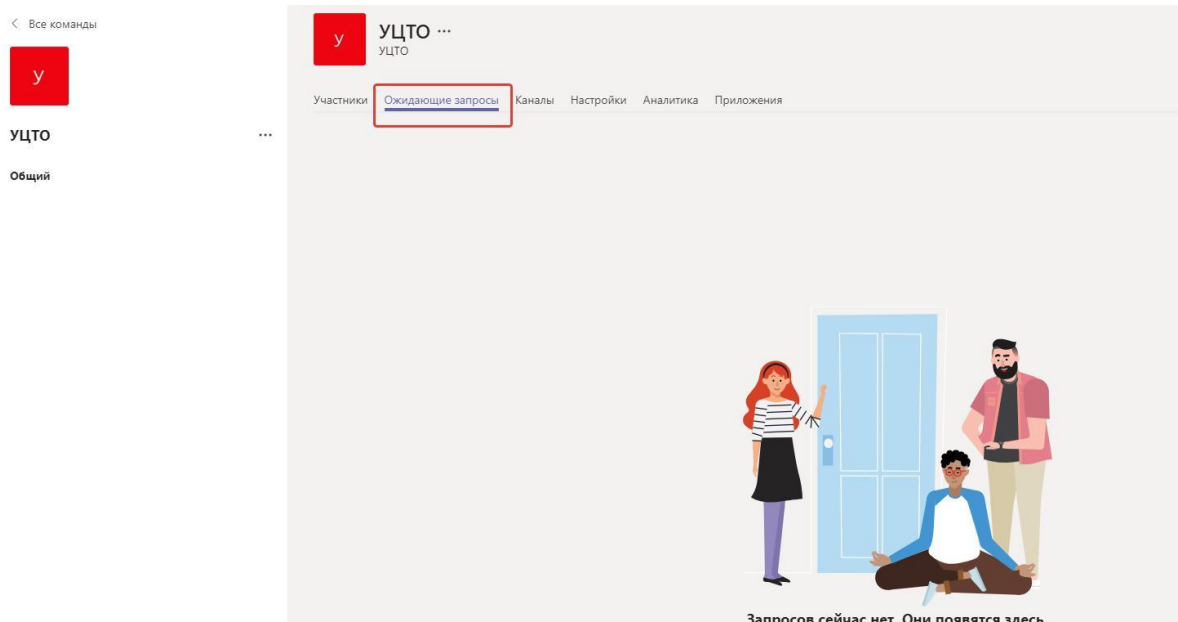 Все команды
У
УЦТО ...
Общий
У
УЦТО ...
УЦТО
Участники Ожидающие запросы Каналы Настройки Аналитика Приложения
Запросов сейчас нет. Они появятся здесь